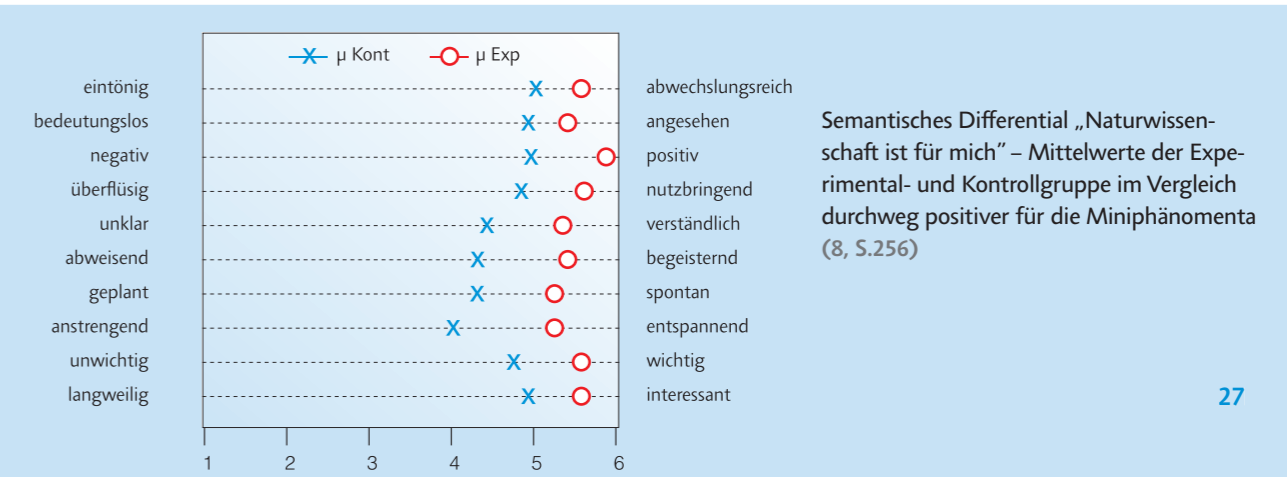 µ Kont µ Exp
eintönig abwechslungsreich
bedeutungslos angesehen
negativ positiv
überflüsig nutzbringend
unklar verständlich
abweisend begeisternd
geplant spontan
anstrengend entspannend
unwichtig wichtig
langweilig interessant
1 2 3 4 5 6
Semantisches Differential „Naturwissen-
schaft ist für mich” – Mittelwerte der Expe-
rimental- und Kontrollgruppe im Vergleich
durchweg positiver für die Miniphänomenta
(8, S.256)
27